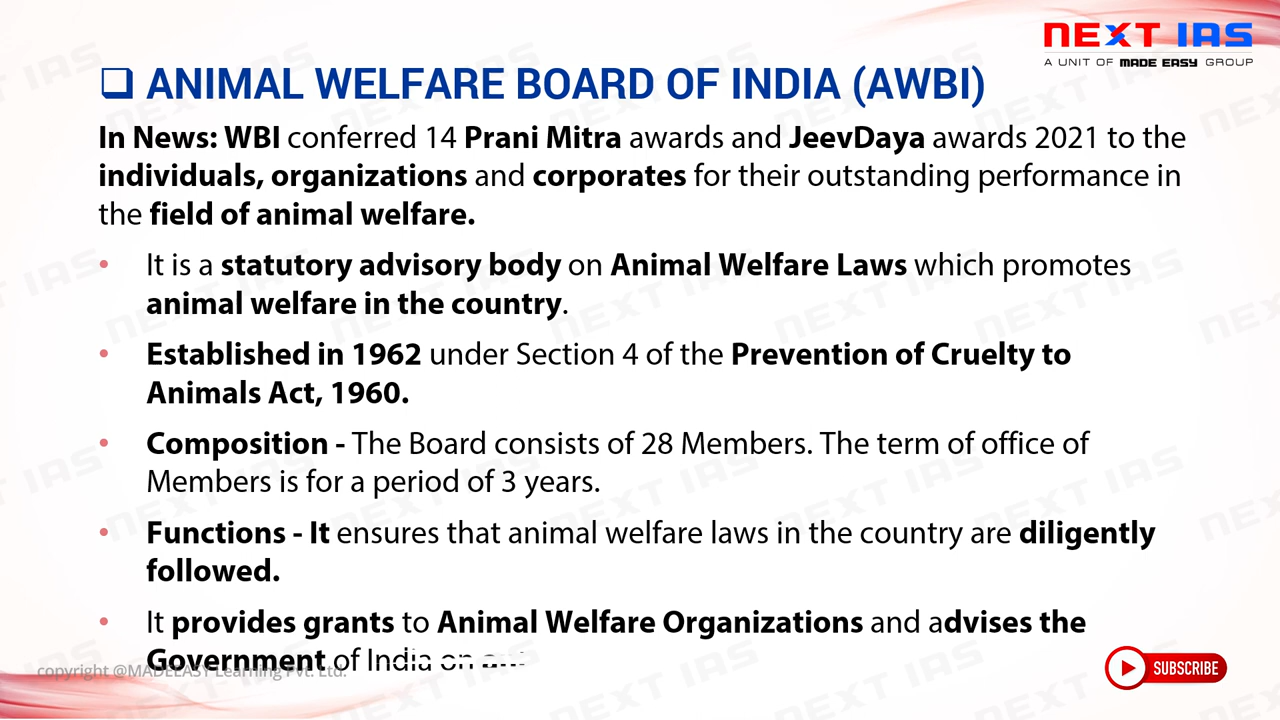 NEXT IAS
A UNIT OF MADE EASY GROUP
❑ ANIMAL WELFARE BOARD OF INDIA (AWBI)
In News: WBI conferred 14 Prani Mitra awards and JeevDaya awards 2021 to the
individuals, organizations and corporates for their outstanding performance in
the field of animal welfare.
• It is a statutory advisory body on Animal Welfare Laws which promotes
animal welfare in the country.
• Established in 1962 under Section 4 of the Prevention of Cruelty to
Animals Act, 1960.
• Composition - The Board consists of 28 Members. The term of office of
Members is for a period of 3 years.
• Functions - It ensures that animal welfare laws in the country are diligently
followed.
• It provides grants to Animal Welfare Organizations and advises the
Government of India on
copyright @MADEEASY Learning Pvt. Ltd.
SUBSCRIBE